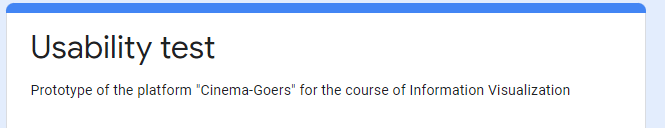 Usability test
Prototype of the platform "Cinema-Goers" for the course of Information Visualization